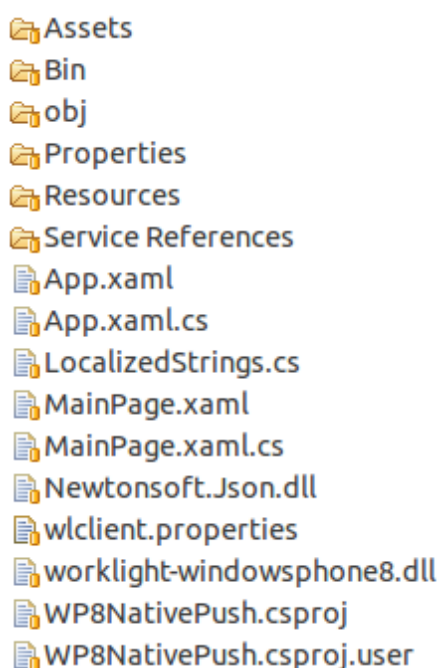 Assets
Bin
obj
Properties
Resources
Service References
App.xaml
App.xaml.cs
LocalizedStrings.cs
MainPage.xaml
MainPage.xaml.cs
Newtonsoft.Json.dll
wlclient.properties
worklight-windowsphone8.dll
WP8NativePush.csproj
WP8NativePush.csproj.user